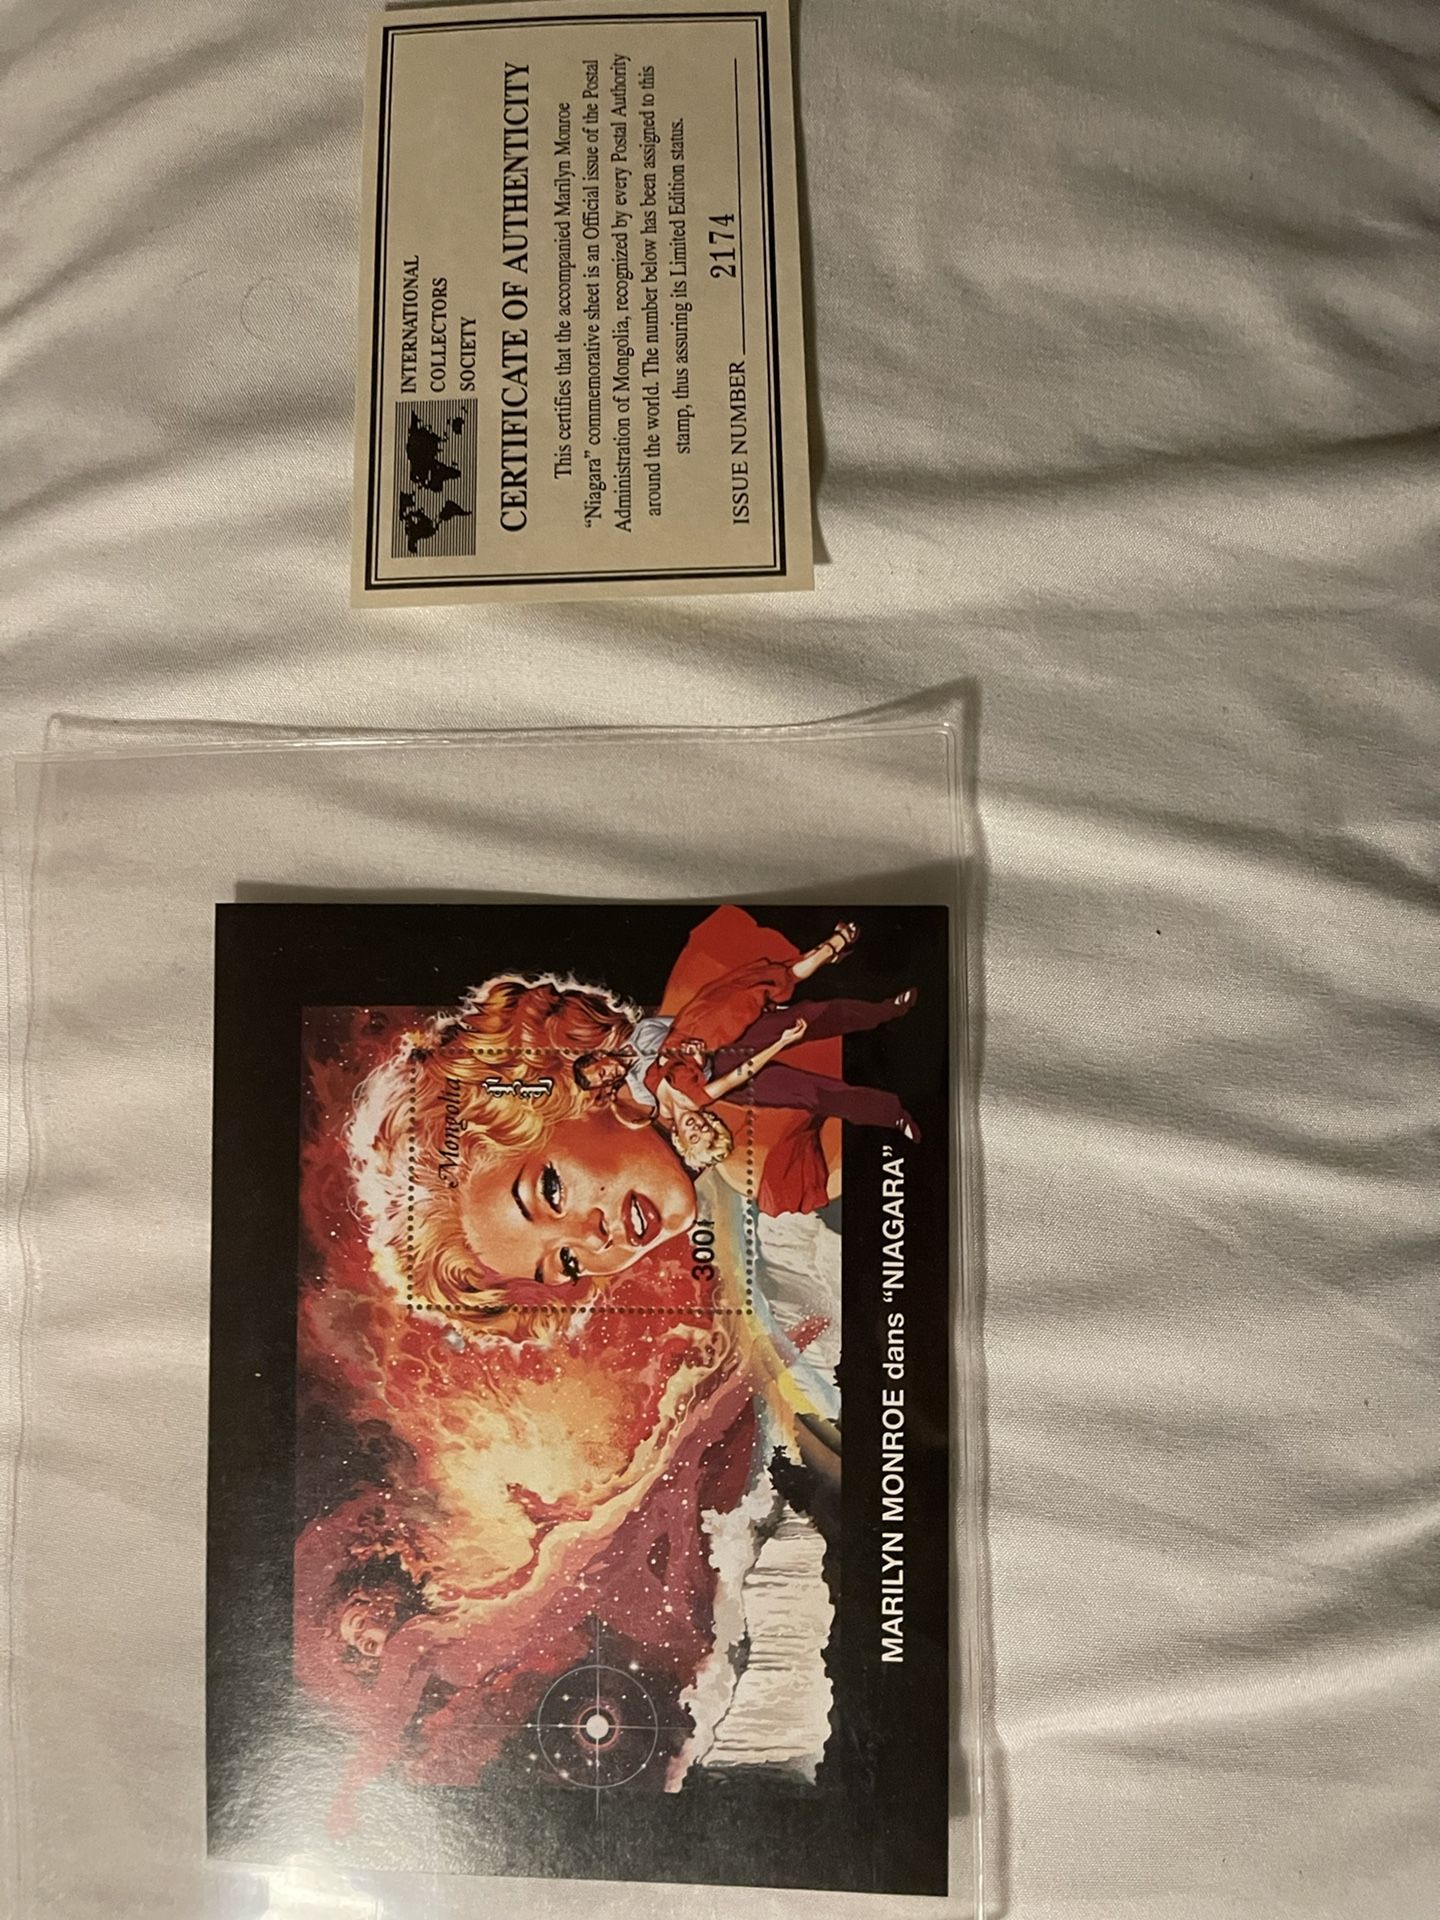 INTERNATIONAL
COLLECTORS
SOCIETY
CERTIFICATE OF AUTHENTICITY
This certifies that the accompanied Marilyn Monroe
“Niagara” commemorative sheet is an Official issue of the Postal
Administration of Mongolia, recognized by every Postal Authority
around the world. The number below has been assigned to this
stamp, thus assuring its Limited Edition status.
ISSUE NUMBER 2174
Mongolia
300₮
MARILYN MONROE dans “NIAGARA”